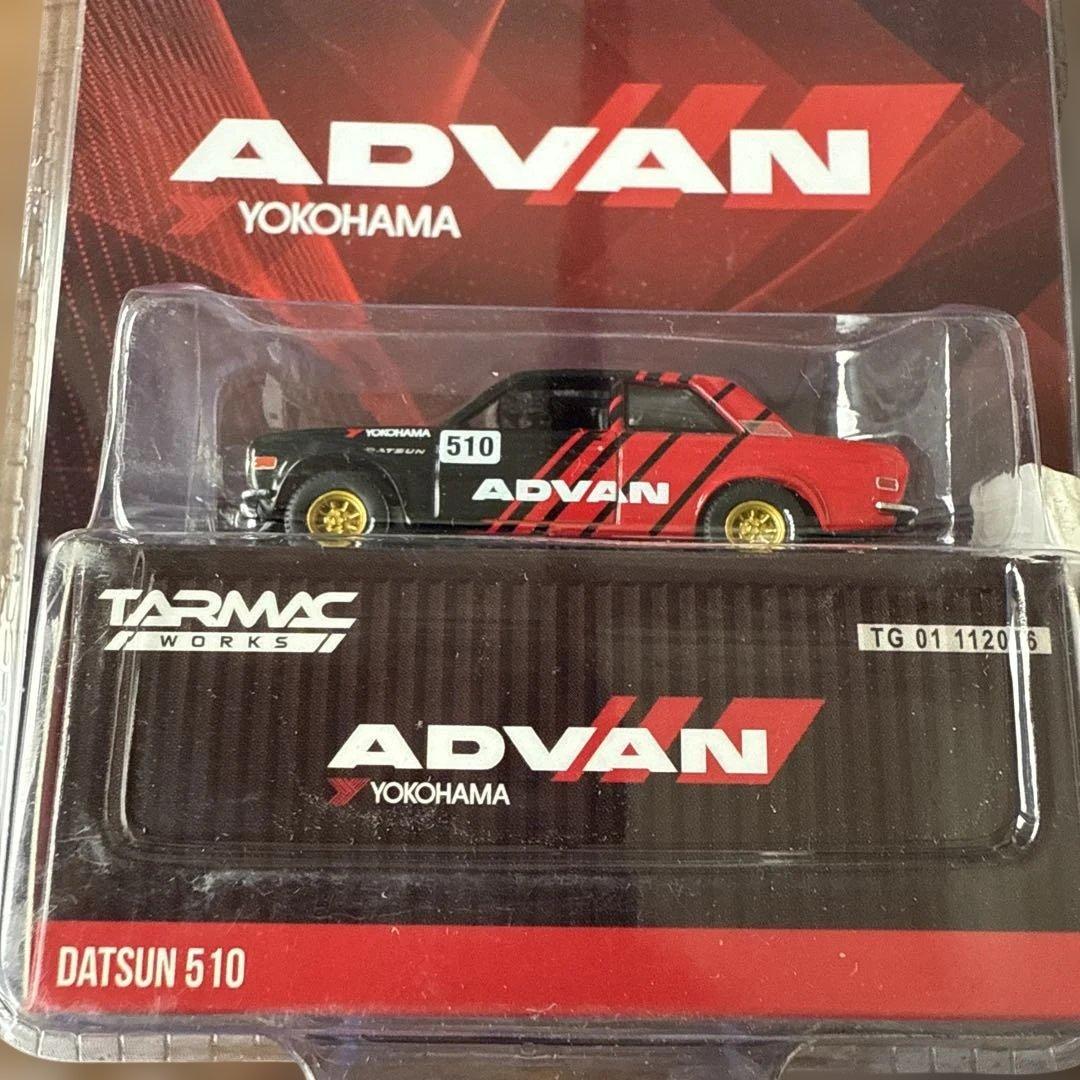 ADVAN
YOKOHAMA
YOKOHAMA
DATSUN
510
ADVAN
TARMAC
WORKS
TG 01
ADVAN
YOKOHAMA
DATSUN 510